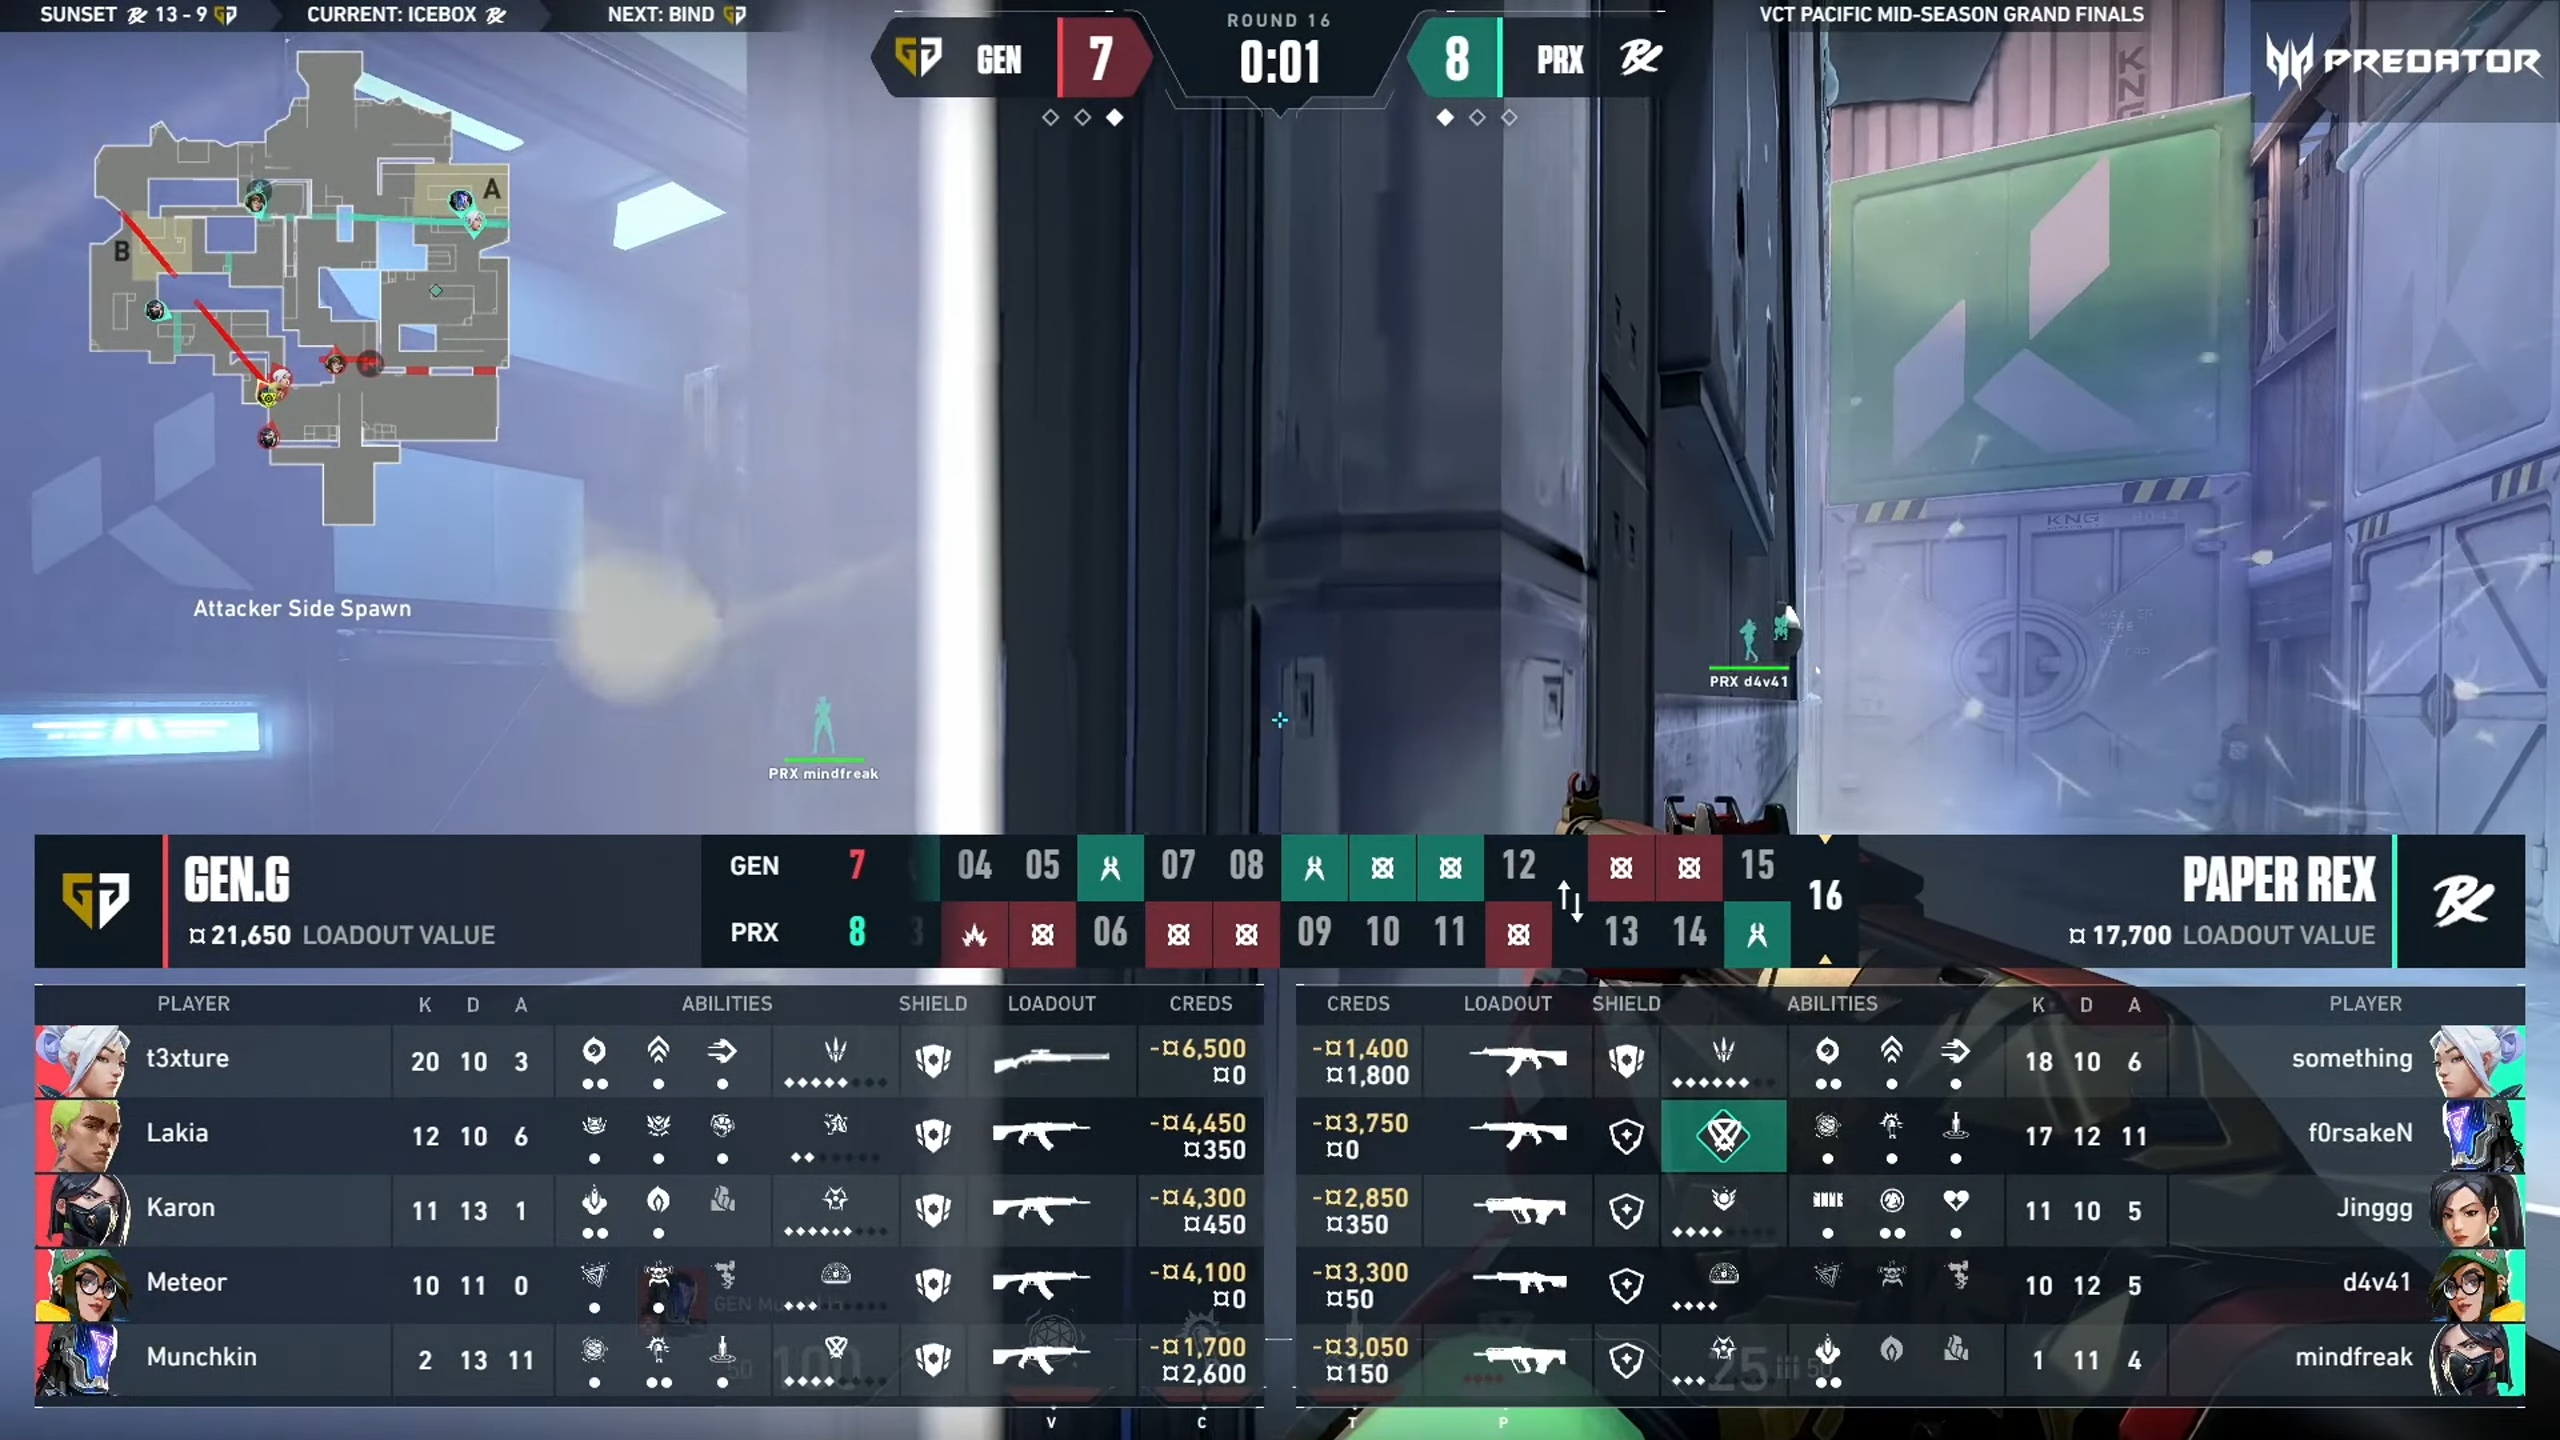 SUNSET 13 - 9
CURRENT: ICEBOX
NEXT: BIND
GEN
7
ROUND 16
0:01
8
PRX
VCT PACIFIC MID-SEASON GRAND FINALS
PREDATOR
A
B
KNG
Attacker Side Spawn
PRX mindfreak
PRX d4v41
GEN.G
¤ 21,650 LOADOUT VALUE
GEN 7 04 05 07 08 12 15
PRX 8 3 06 09 10 11 13 14
16
PAPER REX
¤ 17,700 LOADOUT VALUE
PLAYER K D A ABILITIES SHIELD LOADOUT CREDS
t3xture 20 10 3 -¤6,500
¤0
Lakia 12 10 6 -¤4,450
¤350
Karon 11 13 1 -¤4,300
¤450
Meteor 10 11 0 -¤4,100
¤0
Munchkin 2 13 11 -¤1,700
¤2,600
CREDS LOADOUT SHIELD ABILITIES K D A PLAYER
-¤1,400 18 10 6 something
¤1,800
-¤3,750 17 12 11 f0rsakeN
¤0
-¤2,850 11 10 5 Jinggg
¤350
-¤3,300 10 12 5 d4v41
¤50
-¤3,050 1 11 4 mindfreak
¤150
100
25
50
V C T P